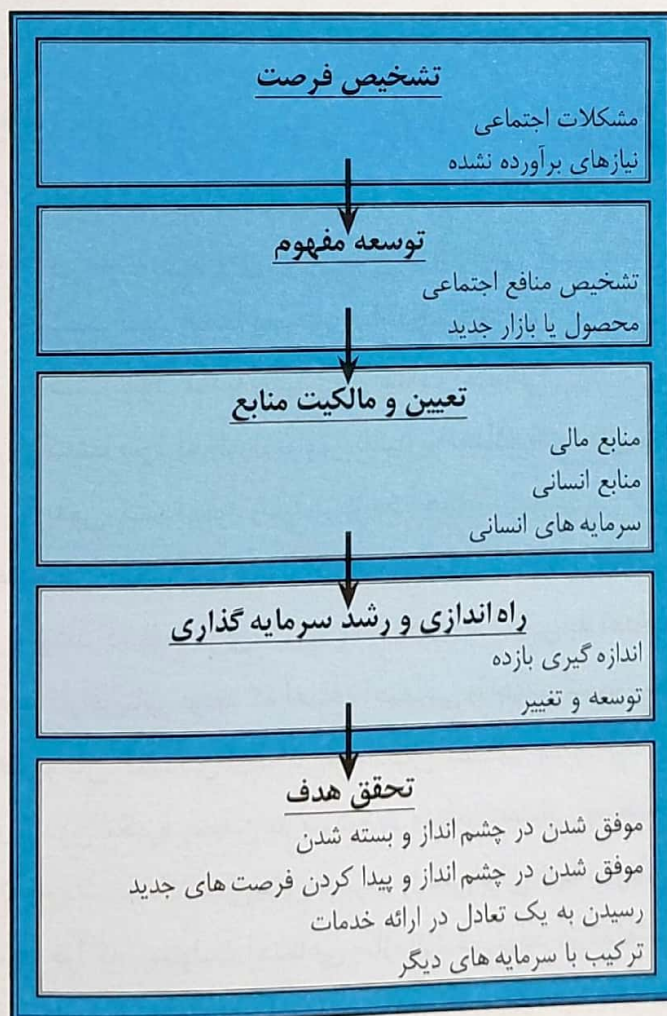 تشخیص فرصت
مشکلات اجتماعی
نیازهای برآورده نشده
توسعه مفهوم
تشخیص منافع اجتماعی
محصول یا بازار جدید
تعیین و مالکیت منابع
منابع مالی
منابع انسانی
سرمایه های انسانی
راه اندازی و رشد سرمایه گذاری
اندازه گیری بازده
توسعه و تغییر
تحقق هدف
موفق شدن در چشم انداز و بسته شدن
موفق شدن در چشم انداز و پیدا کردن فرصت های جدید
رسیدن به یک تعادل در ارائه خدمات
ترکیب با سرمایه های دیگر